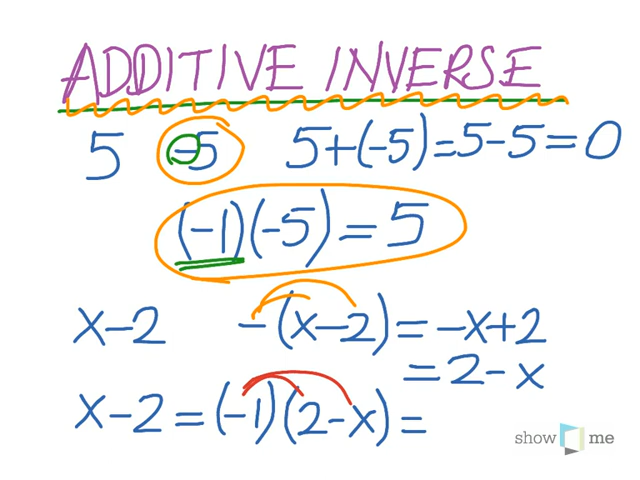 ADDITIVE INVERSE
5 -5 5+(-5)=5-5=0
(-1)(-5)=5
x-2 -(x-2)=-x+2
=2-x
x-2=(-1)(2-x)=
show me